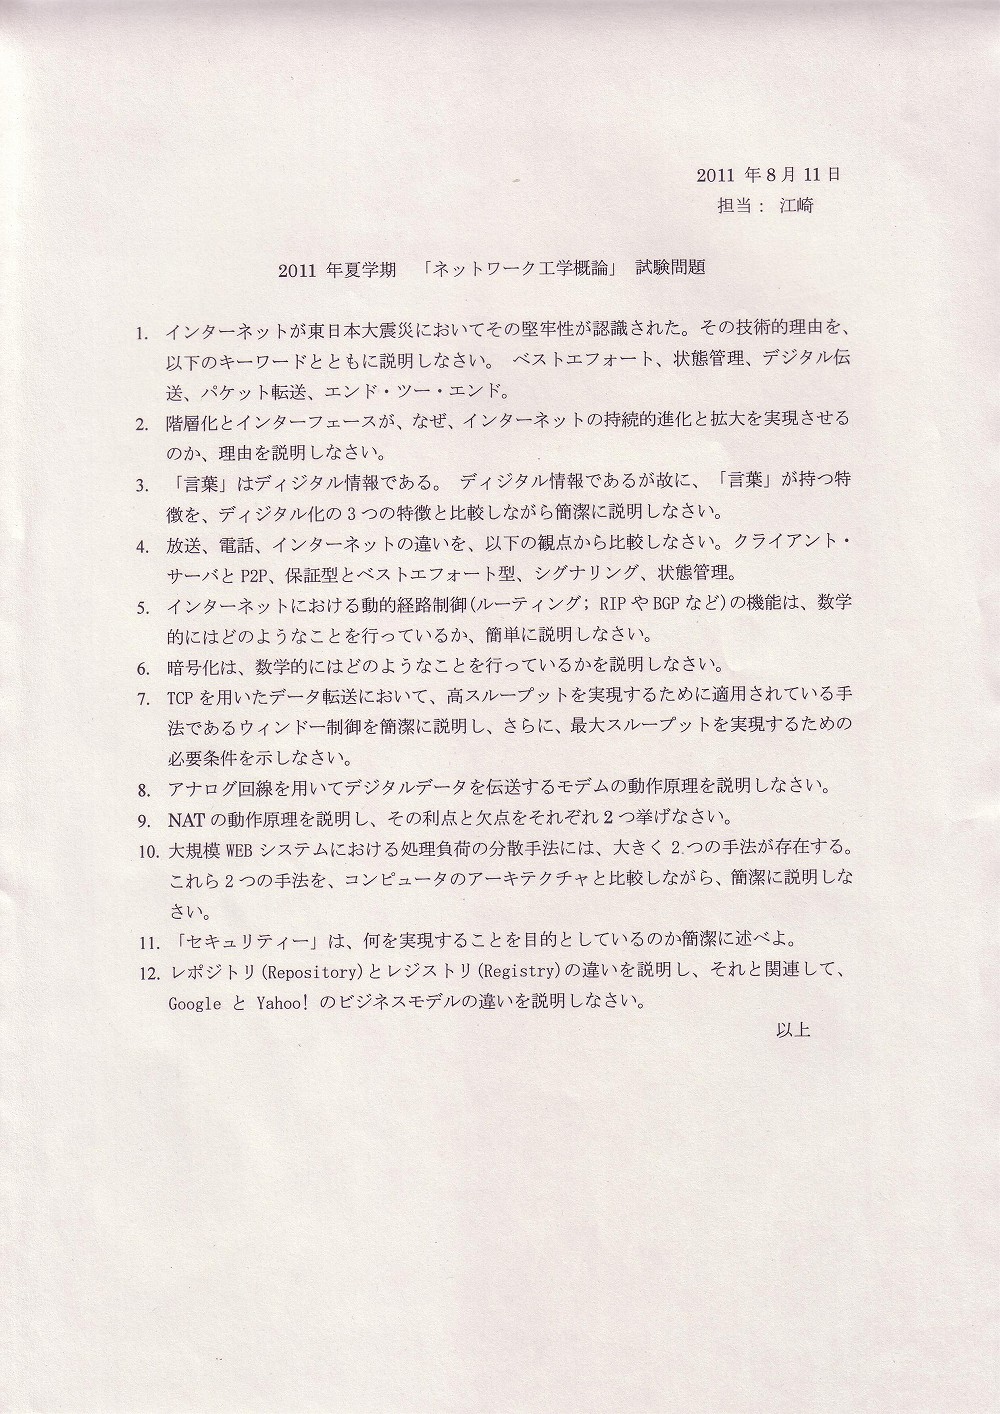 2011 年 8 月 11 日
担当： 江崎
2011 年夏学期 「ネットワーク工学概論」 試験問題
1. インターネットが東日本大震災においてその堅牢性が認識された。その技術的理由を、
以下のキーワードとともに説明しなさい。 ベストエフォート、状態管理、デジタル伝
送、パケット転送、エンド・ツー・エンド。
2. 階層化とインターフェースが、なぜ、インターネットの持続的進化と拡大を実現させる
のか、理由を説明しなさい。
3. 「言葉」はディジタル情報である。 ディジタル情報であるが故に、「言葉」が持つ特
徴を、ディジタル化の 3 つの特徴と比較しながら簡潔に説明しなさい。
4. 放送、電話、インターネットの違いを、以下の観点から比較しなさい。クライアント・
サーバと P2P、保証型とベストエフォート型、シグナリング、状態管理。
5. インターネットにおける動的経路制御(ルーティング; RIP や BGP など)の機能は、数学
的にはどのようなことを行っているか、簡単に説明しなさい。
6. 暗号化は、数学的にはどのようなことを行っているかを説明しなさい。
7. TCP を用いたデータ転送において、高スループットを実現するために適用されている手
法であるウィンドー制御を簡潔に説明し、さらに、最大スループットを実現するための
必要条件を示しなさい。
8. アナログ回線を用いてデジタルデータを伝送するモデムの動作原理を説明しなさい。
9. NAT の動作原理を説明し、その利点と欠点をそれぞれ 2 つ挙げなさい。
10. 大規模 WEB システムにおける処理負荷の分散手法には、大きく 2 つの手法が存在する。
これら 2 つの手法を、コンピュータのアーキテクチャと比較しながら、簡潔に説明しな
さい。
11. 「セキュリティー」は、何を実現することを目的としているのか簡潔に述べよ。
12. レポジトリ(Repository)とレジストリ(Registry)の違いを説明し、それと関連して、
Google と Yahoo! のビジネスモデルの違いを説明しなさい。
以上